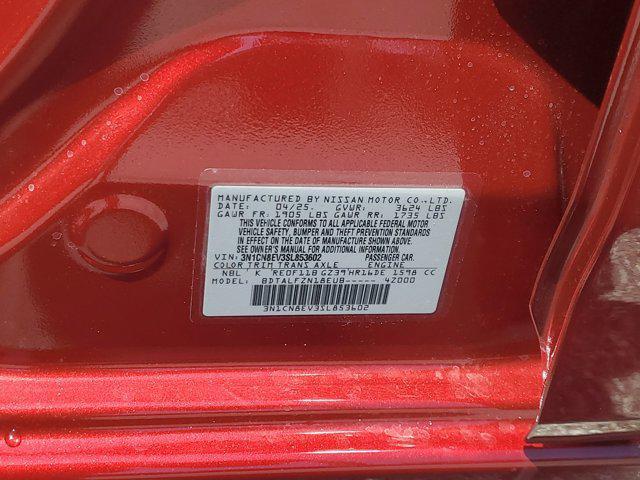 MANUFACTURED BY NISSAN MOTOR CO.,LTD.
DATE: 04/25 GVWR: 3624 LBS
GAWR FR: 1905 LBS GAWR RR: 1735 LBS
THIS VEHICLE CONFORMS TO ALL APPLICABLE FEDERAL MOTOR
VEHICLE SAFETY, BUMPER AND THEFT PREVENTION STANDARDS
IN EFFECT ON THE DATE OF MANUFACTURE SHOWN ABOVE.
SEE OWNER'S MANUAL FOR ADDITIONAL INFORMATION.
VIN: 3N1CN8EV3SL853602 PASSENGER CAR
COLOR TRIM TRANS AXLE ENGINE
NBL K RE0F11B GZ39 HR16DE 1598 CC
MODEL: BDTALFZN18EUB----- 4Z000
3N1CN8EV3SL853602